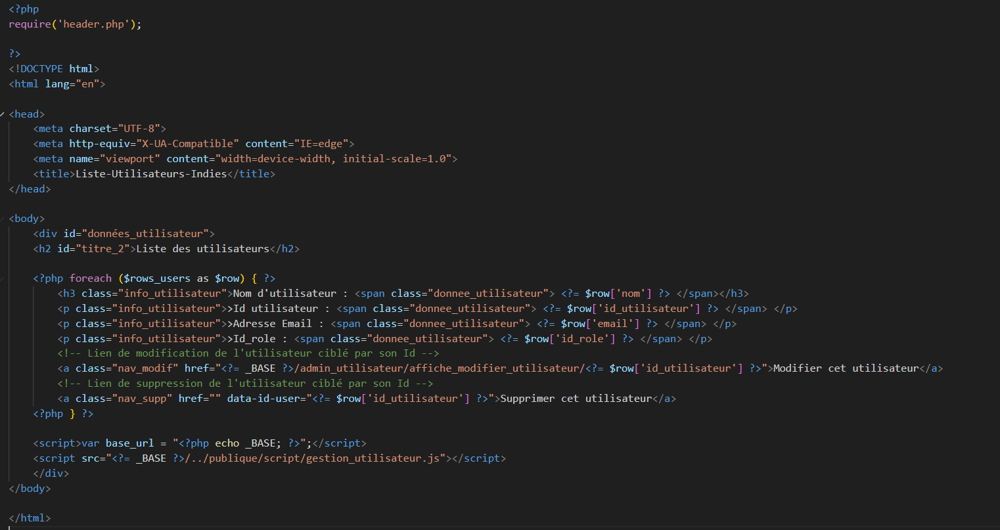 <?php
require('header.php');
?>
<!DOCTYPE html>
<html lang="en">
<head>
<meta charset="UTF-8">
<meta http-equiv="X-UA-Compatible" content="IE=edge">
<meta name="viewport" content="width=device-width, initial-scale=1.0">
<title>Liste-Utilisateurs-Indies</title>
</head>
<body>
<div id="données_utilisateur">
<h2 id="titre_2">Liste des utilisateurs</h2>
<?php foreach ($rows_users as $row) { ?>
<h3 class="info_utilisateur">Nom d'utilisateur : <span class="donnee_utilisateur"> <?= $row['nom'] ?> </span></h3>
<p class="info_utilisateur">>Id utilisateur : <span class="donnee_utilisateur"> <?= $row['id_utilisateur'] ?> </span> </p>
<p class="info_utilisateur">>Adresse Email : <span class="donnee_utilisateur"> <?= $row['email'] ?> </span> </p>
<p class="info_utilisateur">>Id_role : <span class="donnee_utilisateur"> <?= $row['id_role'] ?> </span> </p>
<!-- Lien de modification de l'utilisateur ciblé par son Id -->
<a class="nav_modif" href="<?= _BASE ?>/admin_utilisateur/affiche_modifier_utilisateur/<?= $row['id_utilisateur'] ?>">Modifier cet utilisateur</a>
<!-- Lien de suppression de l'utilisateur ciblé par son Id -->
<a class="nav_supp" href="" data-id-user="<?= $row['id_utilisateur'] ?>">Supprimer cet utilisateur</a>
<?php } ?>
<script>var base_url = "<?php echo _BASE; ?>";</script>
<script src="<?= _BASE ?>/../publique/script/gestion_utilisateur.js"></script>
</div>
</body>
</html>